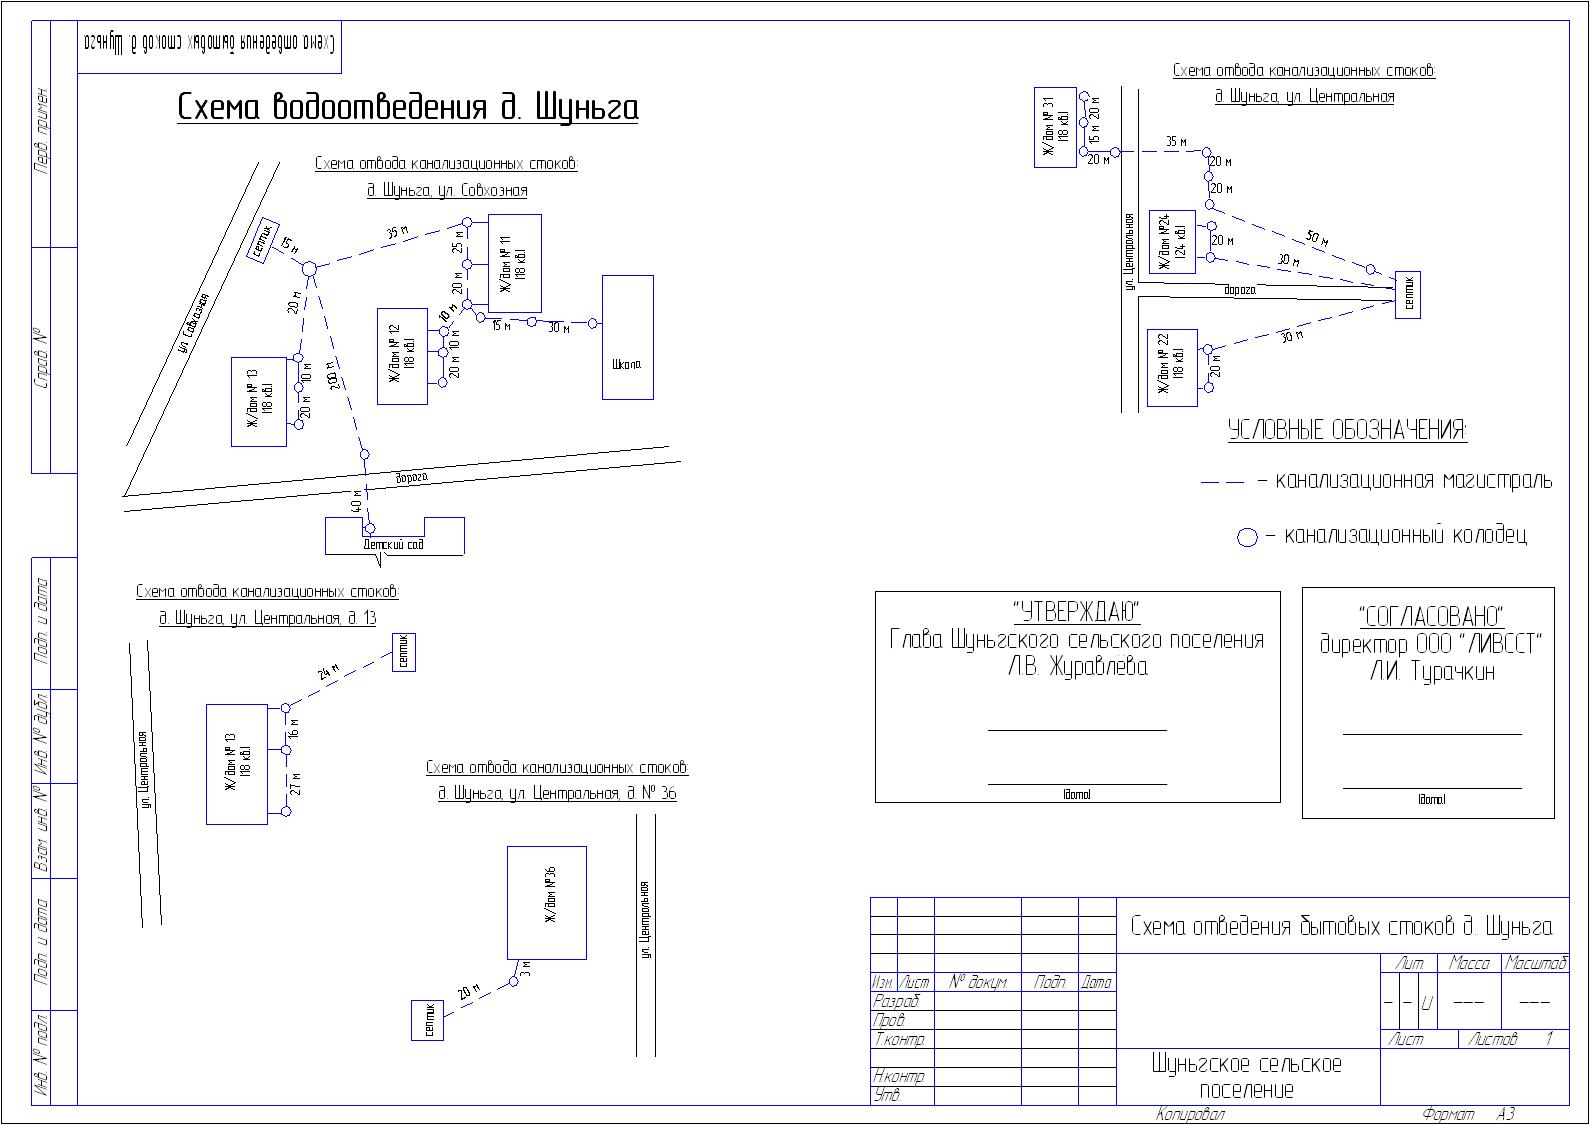 Схема отведения бытовых стоков д. Шуньга
Перв. примен.
Справ. №
Подп. и дата
Инв. № дубл.
Взам. инв. №
Подп. и дата
Инв. № подл.
Схема водоотведения д. Шуньга
Схема отвода канализационных стоков:
д. Шуньга, ул. Совхозная
ул. Совхозная
септик
15 м
35 м
25 м
20 м
Ж/дом № 11
(18 кв.)
20 м
10 м
Ж/дом № 12
(18 кв.)
10 м
20 м
15 м
30 м
Школа
Ж/дом № 13
(18 кв.)
10 м
20 м
200 м
дорога
40 м
Детский сад
Схема отвода канализационных стоков:
д. Шуньга, ул. Центральная
Ж/дом № 31
(18 кв.)
20 м
15 м
20 м
35 м
20 м
20 м
ул. Центральная
Ж/дом №24
(24 кв.)
20 м
50 м
30 м
дорога
септик
Ж/дом № 22
(18 кв.)
20 м
30 м
УСЛОВНЫЕ ОБОЗНАЧЕНИЯ:
– канализационная магистраль
– канализационный колодец
Схема отвода канализационных стоков:
д. Шуньга, ул. Центральная, д. 13
ул. Центральная
септик
24 м
Ж/дом № 13
(18 кв.)
16 м
27 м
Схема отвода канализационных стоков:
д. Шуньга, ул. Центральная, д. № 36
Ж/дом №36
3 м
20 м
септик
ул. Центральная
"УТВЕРЖДАЮ"
Глава Шуньгского сельского поселения
Л.В. Журавлёва
(дата)
"СОГЛАСОВАНО"
директор ООО "ЛИВССТ"
Л.И. Турачкин
(дата)
Схема отведения бытовых стоков д. Шуньга
Лит. Масса Масштаб
- - И --- ---
Лист Листов 1
Изм. Лист № докум. Подп. Дата
Разраб.
Пров.
Т.контр.
Н.контр.
Утв.
Шуньгское сельское
поселение
Копировал Формат А3